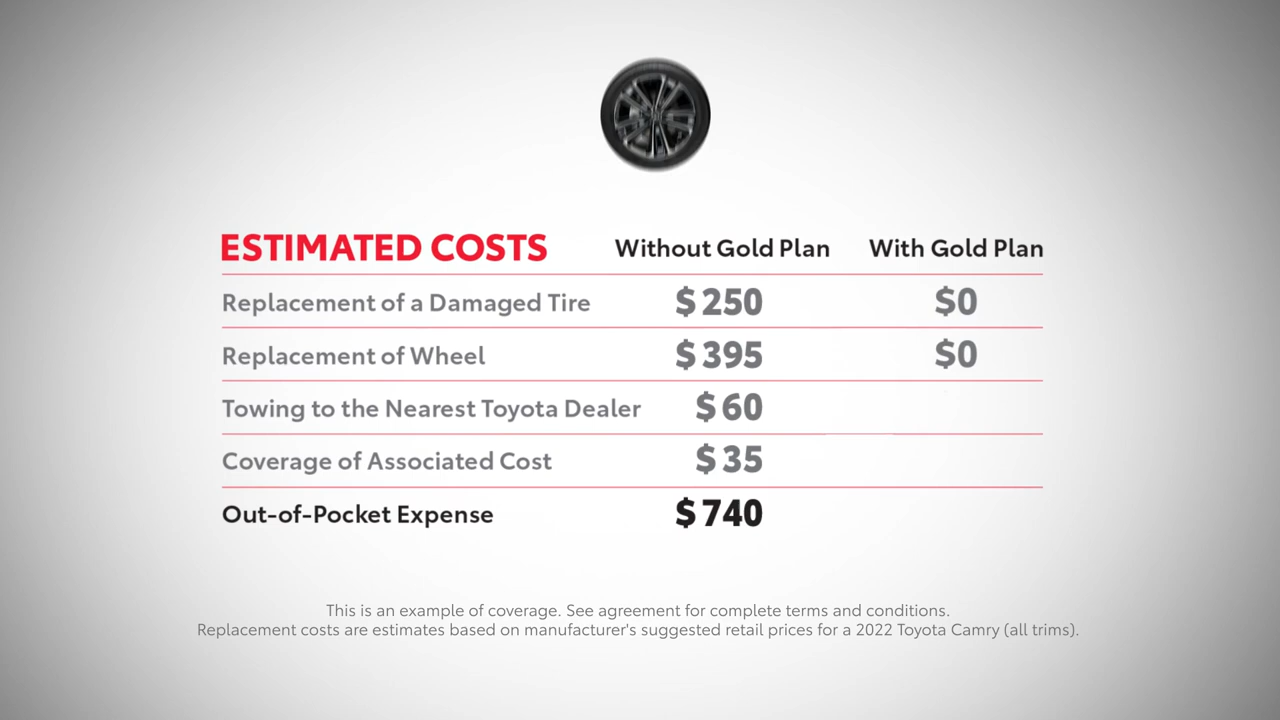 ESTIMATED COSTS Without Gold Plan With Gold Plan
Replacement of a Damaged Tire $250 $0
Replacement of Wheel $395 $0
Towing to the Nearest Toyota Dealer $60
Coverage of Associated Cost $35
Out-of-Pocket Expense $740
This is an example of coverage. See agreement for complete terms and conditions.
Replacement costs are estimates based on manufacturer's suggested retail prices for a 2022 Toyota Camry (all trims).